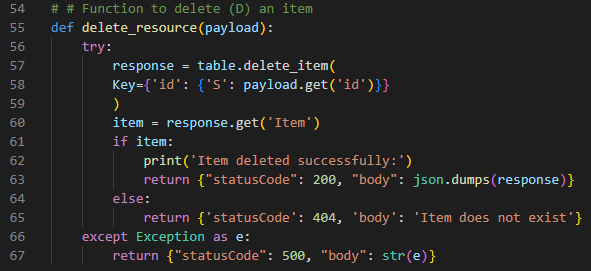 54 # # Function to delete (D) an item
55 def delete_resource(payload):
56 try:
57 response = table.delete_item(
58 Key={'id': {'S': payload.get('id')}}
59 )
60 item = response.get('Item')
61 if item:
62 print('Item deleted successfully:')
63 return {"statusCode": 200, "body": json.dumps(response)}
64 else:
65 return {'statusCode': 404, 'body': 'Item does not exist'}
66 except Exception as e:
67 return {"statusCode": 500, "body": str(e)}